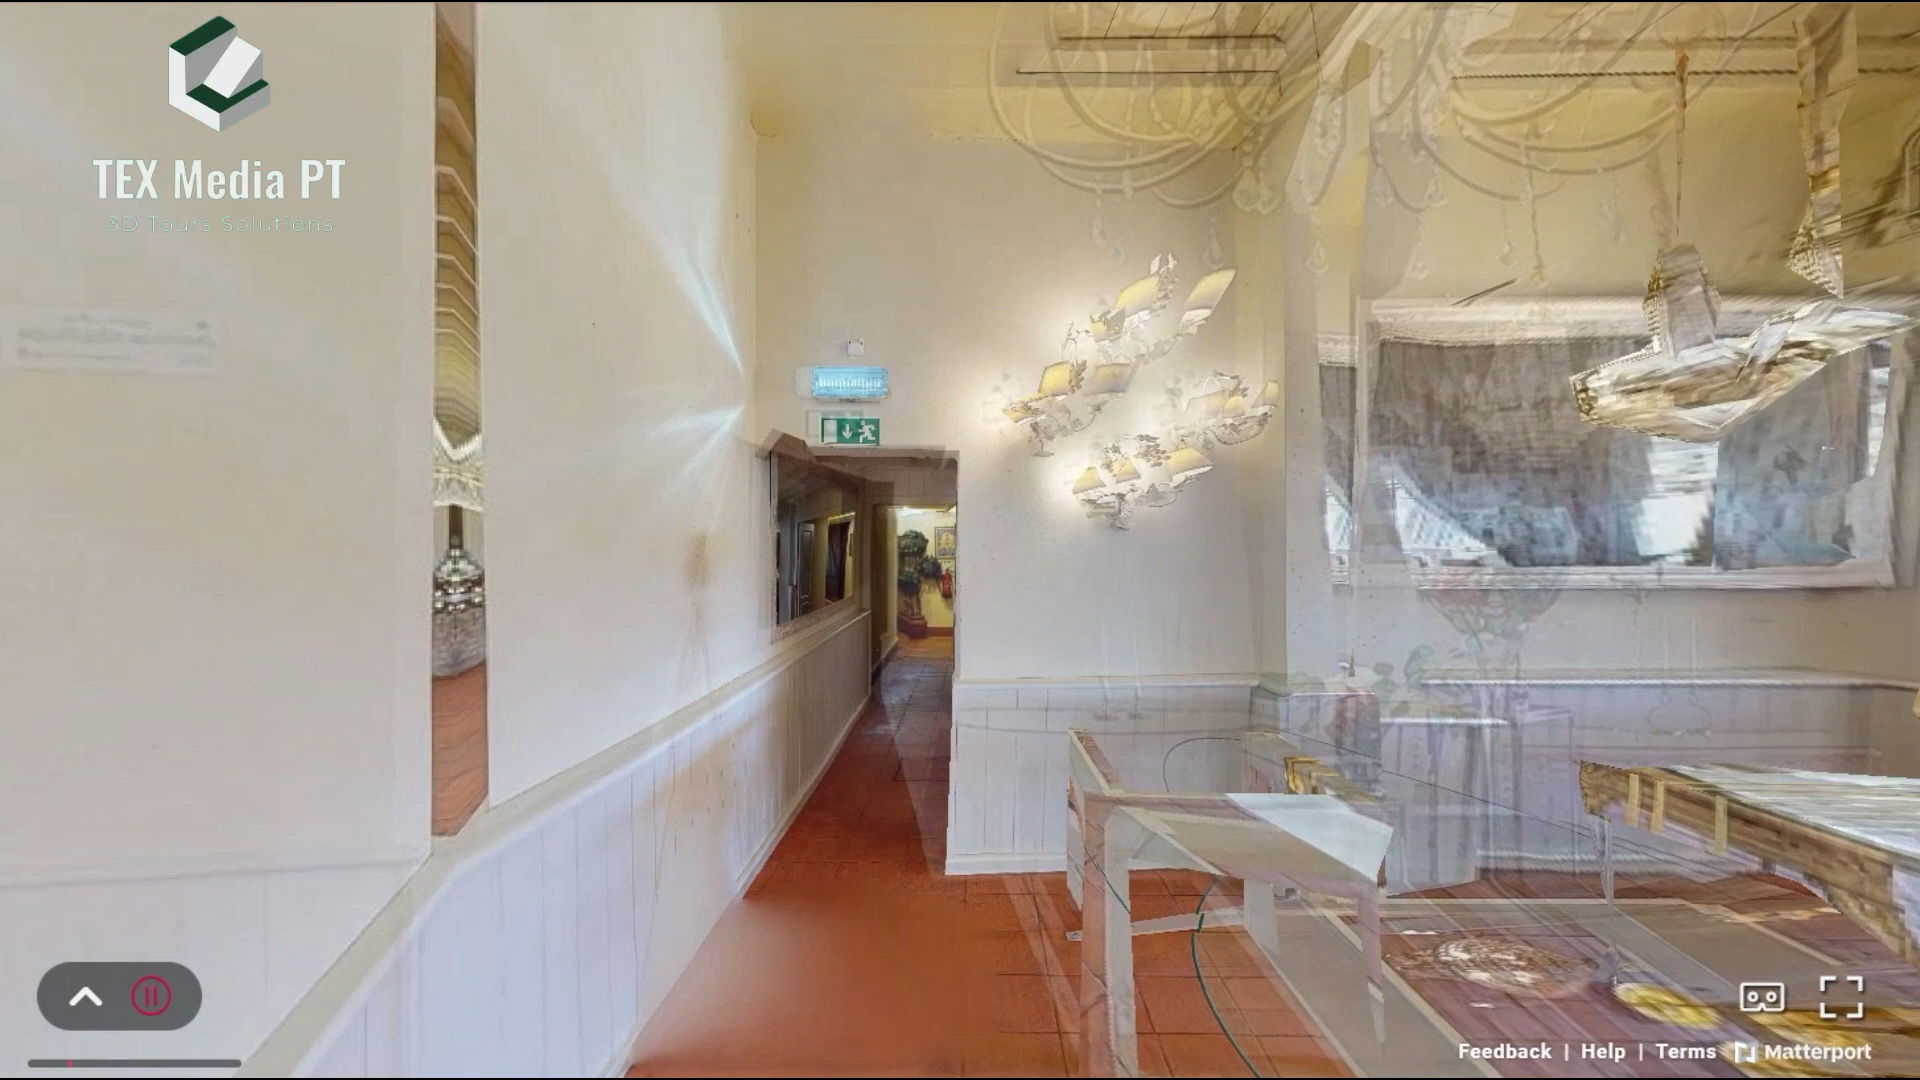 TEX Media PT
3D Tours Solutions
Feedback | Help | Terms
Matterport